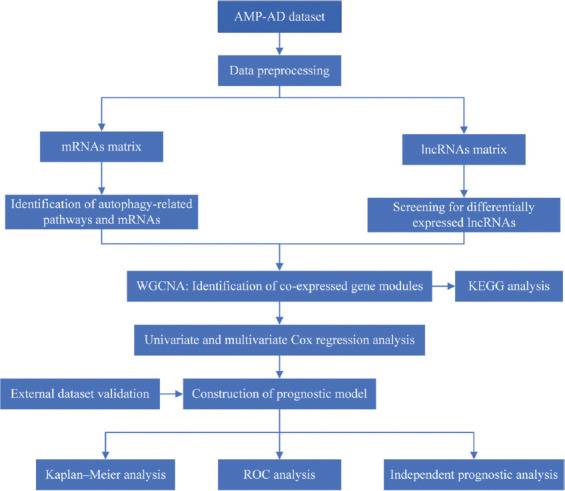 AMP-AD dataset
Data preprocessing
mRNAs matrix
lncRNAs matrix
Identification of autophagy-related
pathways and mRNAs
Screening for differentially
expressed lncRNAs
WGCNA: Identification of co-expressed gene modules
KEGG analysis
Univariate and multivariate Cox regression analysis
External dataset validation
Construction of prognostic model
Kaplan–Meier analysis
ROC analysis
Independent prognostic analysis